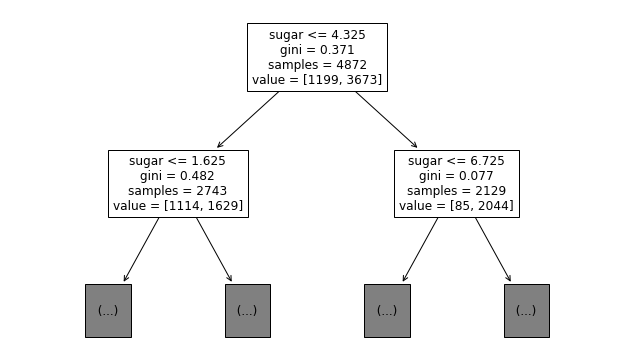 sugar <= 4.325
gini = 0.371
samples = 4872
value = [1199, 3673]
sugar <= 1.625
gini = 0.482
samples = 2743
value = [1114, 1629]
sugar <= 6.725
gini = 0.077
samples = 2129
value = [85, 2044]
(...)
(...)
(...)
(...)